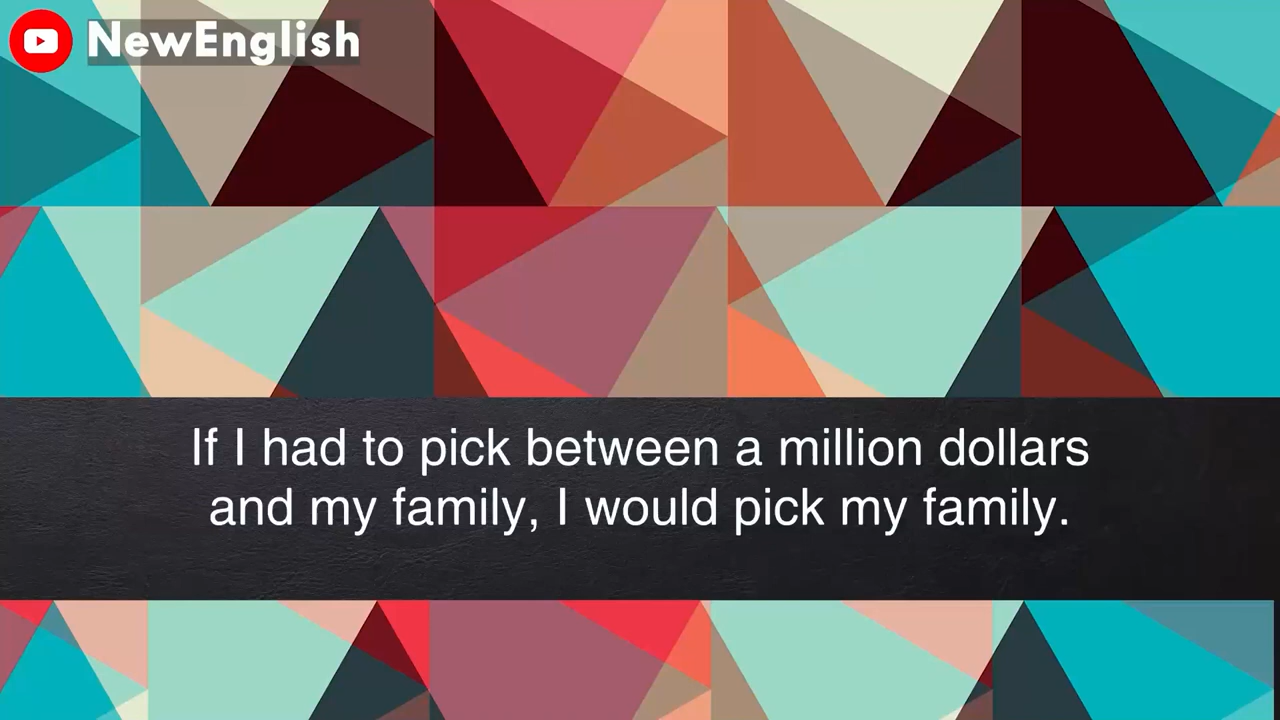 NewEnglish
If I had to pick between a million dollars
and my family, I would pick my family.